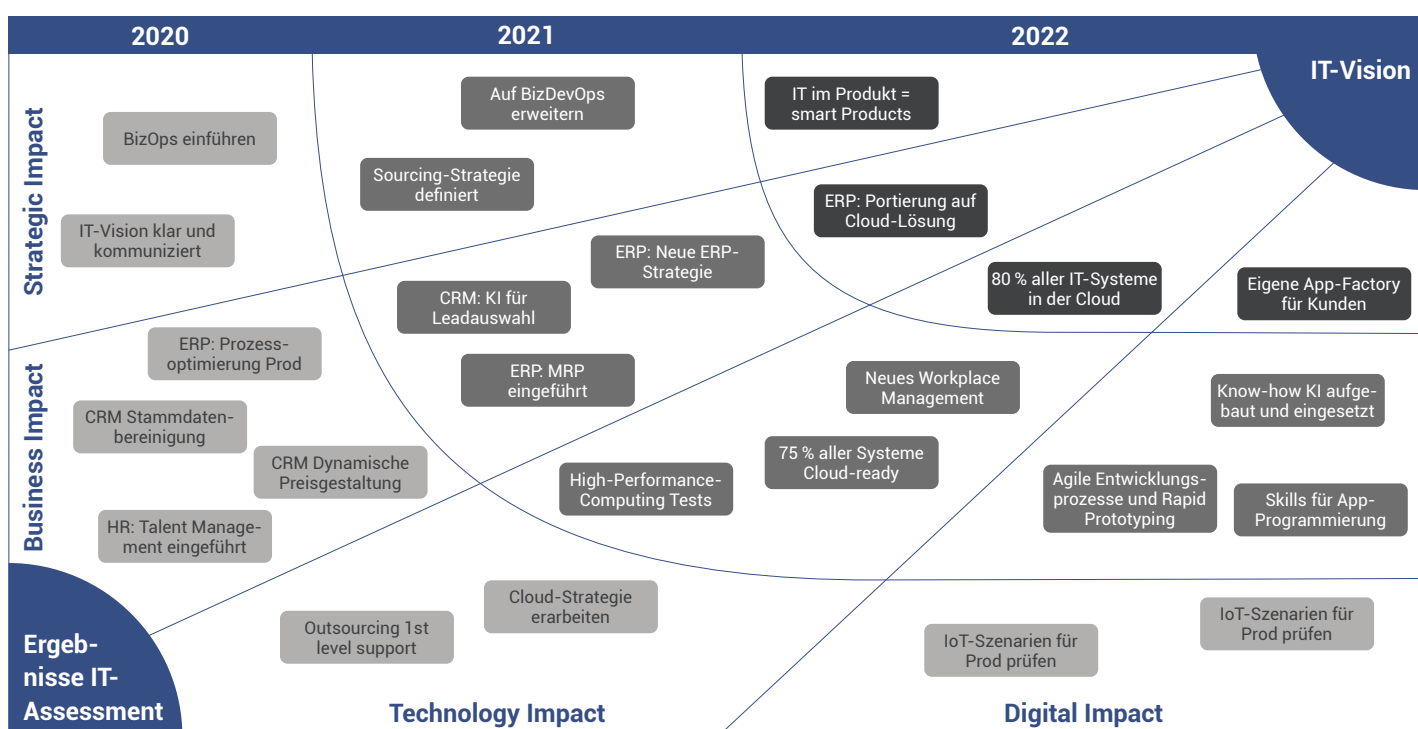 2020
2021
2022
IT-Vision
Strategic Impact
BizOps einführen
IT-Vision klar und
kommuniziert
Auf BizDevOps
erweitern
Sourcing-Strategie
definiert
IT im Produkt =
smart Products
Business Impact
ERP: Prozess-
optimierung Prod
CRM Stammdaten-
bereinigung
CRM Dynamische
Preisgestaltung
HR: Talent Manage-
ment eingeführt
ERP: Neue ERP-
Strategie
CRM: KI für
Leadauswahl
ERP: MRP
eingeführt
ERP: Portierung auf
Cloud-Lösung
80 % aller IT-Systeme
in der Cloud
Eigene App-Factory
für Kunden
Neues Workplace
Management
75 % aller Systeme
Cloud-ready
High-Performance-
Computing Tests
Know-how KI aufge-
baut und eingesetzt
Agile Entwicklungs-
prozesse und Rapid
Prototyping
Skills für App-
Programmierung
Cloud-Strategie
erarbeiten
Outsourcing 1st
level support
IoT-Szenarien für
Prod prüfen
IoT-Szenarien für
Prod prüfen
Ergeb-
nisse IT-
Assessment
Technology Impact
Digital Impact